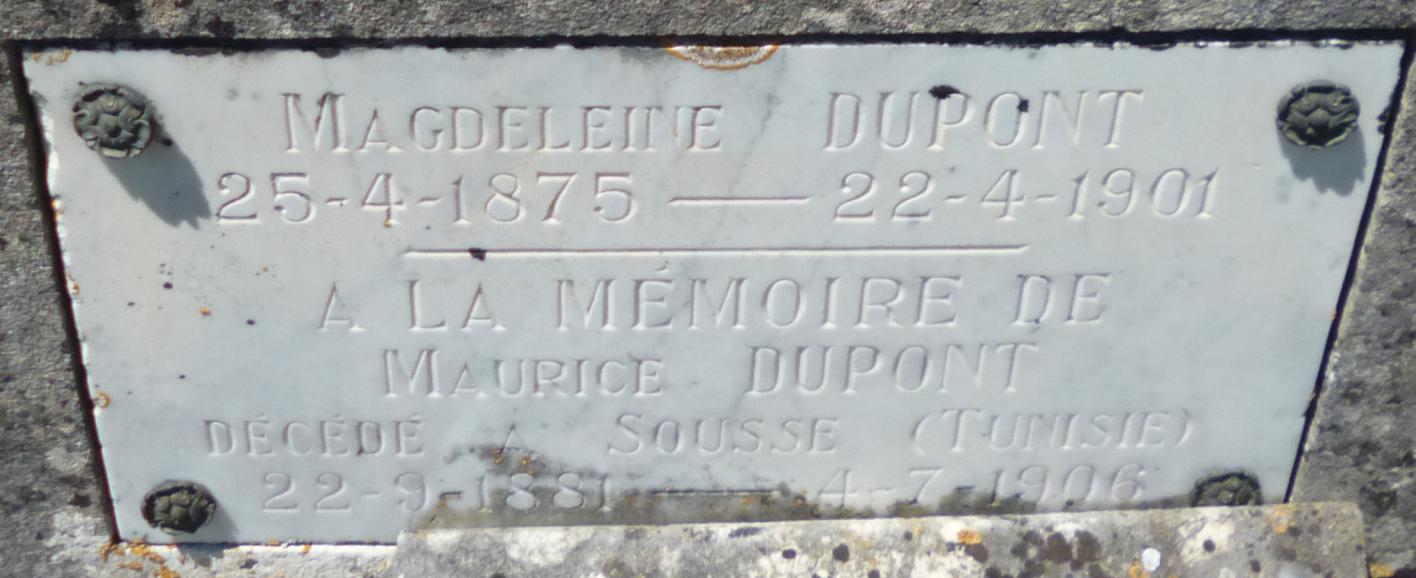 MAGDELEINE DUPONT
25-4-1875 — 22-4-1901
A LA MÉMOIRE DE
MAURICE DUPONT
DÉCÉDÉ A SOUSSE (TUNISIE)
22-9-1881 — 4-7-1906